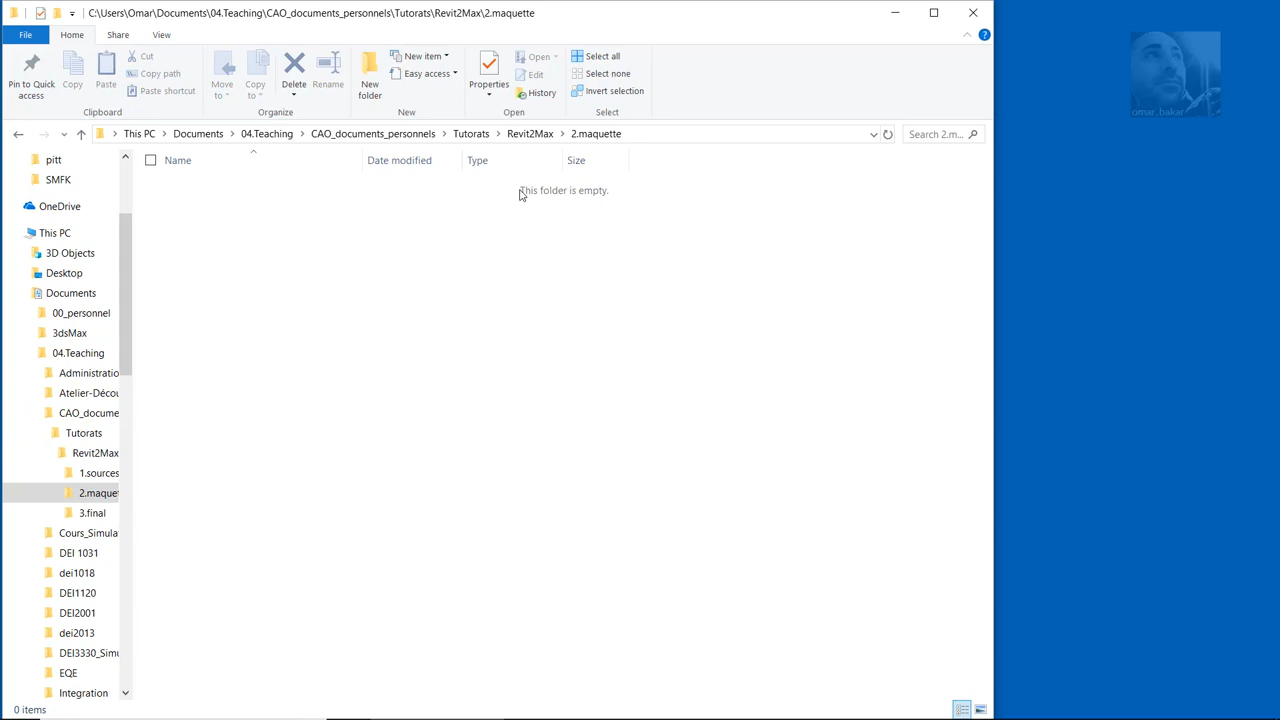 C:\Users\Omar\Documents\04.Teaching\CAO_documents_personnels\Tutorats\Revit2Max\2.maquette
File Home Share View
Pin to Quick access
Copy
Paste
Cut
Copy path
Paste shortcut
Clipboard
Move to
Copy to
Delete
Rename
Organize
New folder
New item
Easy access
New
Properties
Open
Edit
History
Open
Select all
Select none
Invert selection
Select
This PC > Documents > 04.Teaching > CAO_documents_personnels > Tutorats > Revit2Max > 2.maquette
Search 2.m...
Name Date modified Type Size
This folder is empty.
pitt
SMFK
OneDrive
This PC
3D Objects
Desktop
Documents
00_personnel
3dsMax
04.Teaching
Administratio
Atelier-Décou
CAO_docume
Tutorats
Revit2Max
1.sources
2.maquet
3.final
Cours_Simula
DEI 1031
dei1018
DEI1120
DEI2001
dei2013
DEI3330_Simu
EQE
Integration
0 items
omar_bakar